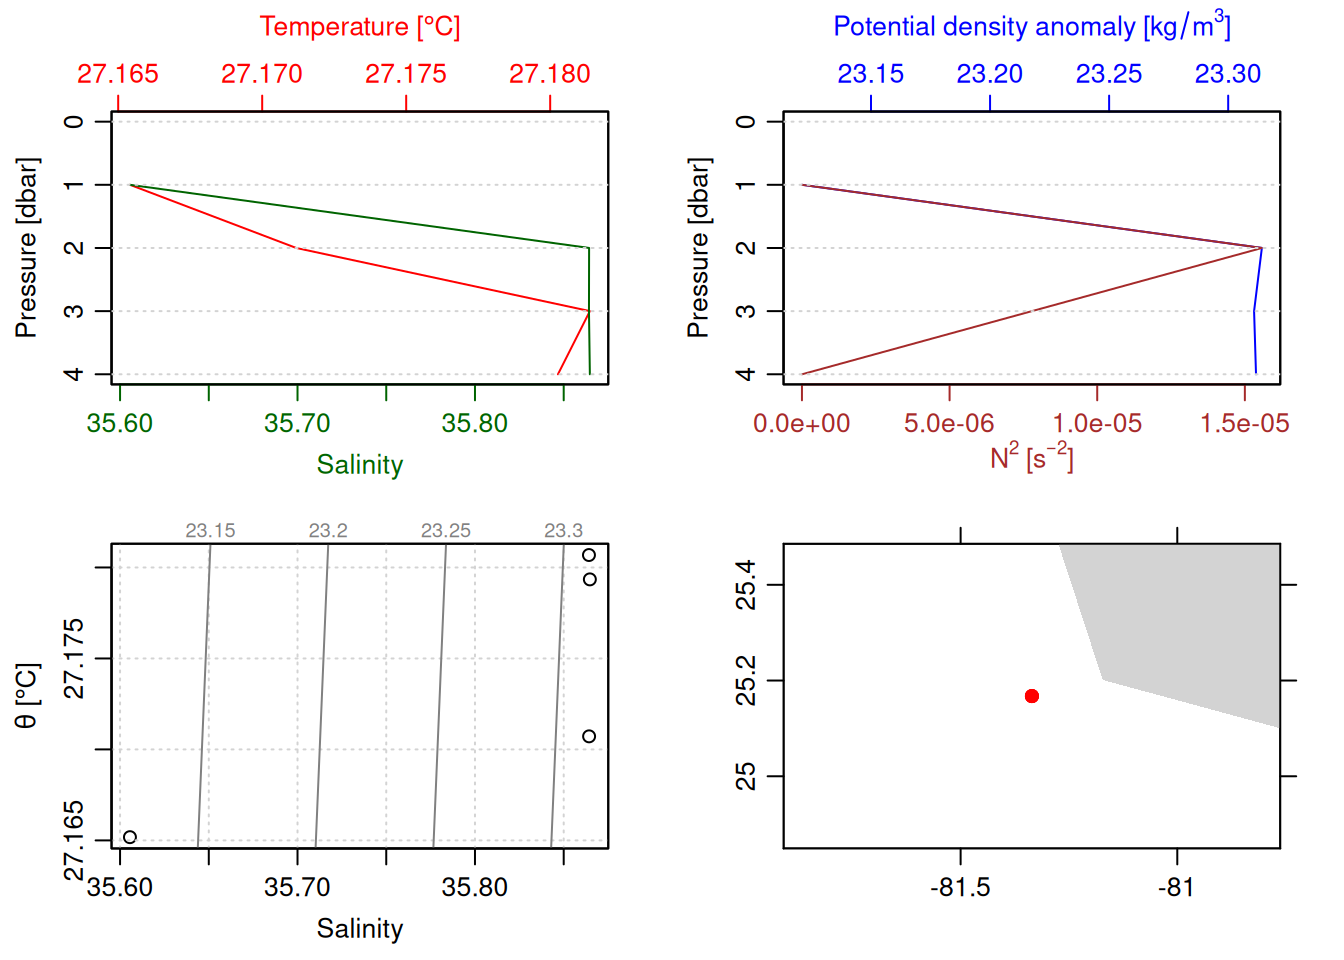 Temperature [°C]
27.165 27.170 27.175 27.180
Pressure [dbar]
0
1
2
3
4
35.60 35.70 35.80
Salinity
Potential density anomaly [kg/m³]
23.15 23.20 23.25 23.30
Pressure [dbar]
0
1
2
3
4
0.0e+00 5.0e-06 1.0e-05 1.5e-05
N² [s⁻²]
23.15 23.2 23.25 23.3
θ [°C]
27.175
27.165
35.60 35.70 35.80
Salinity
25.4
25.2
25
-81.5 -81